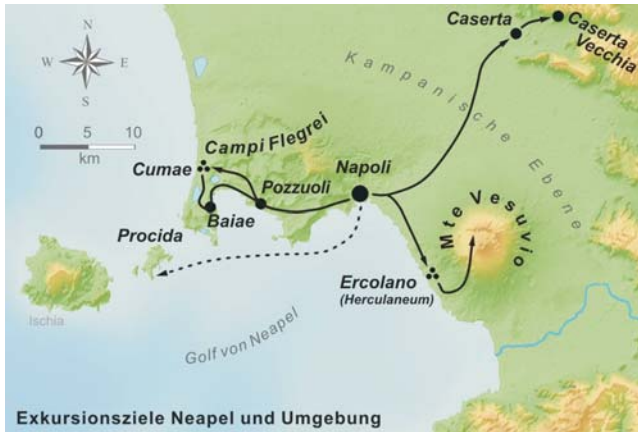 N
W E
S
0 5 10
km
Caserta
Caserta
Vecchia
Kampanische Ebene
Campi Flegrei
Cumae
Napoli
Pozzuoli
Baiae
Procida
Mte Vesuvio
Ercolano
(Herculaneum)
Ischia
Golf von Neapel
Exkursionsziele Neapel und Umgebung